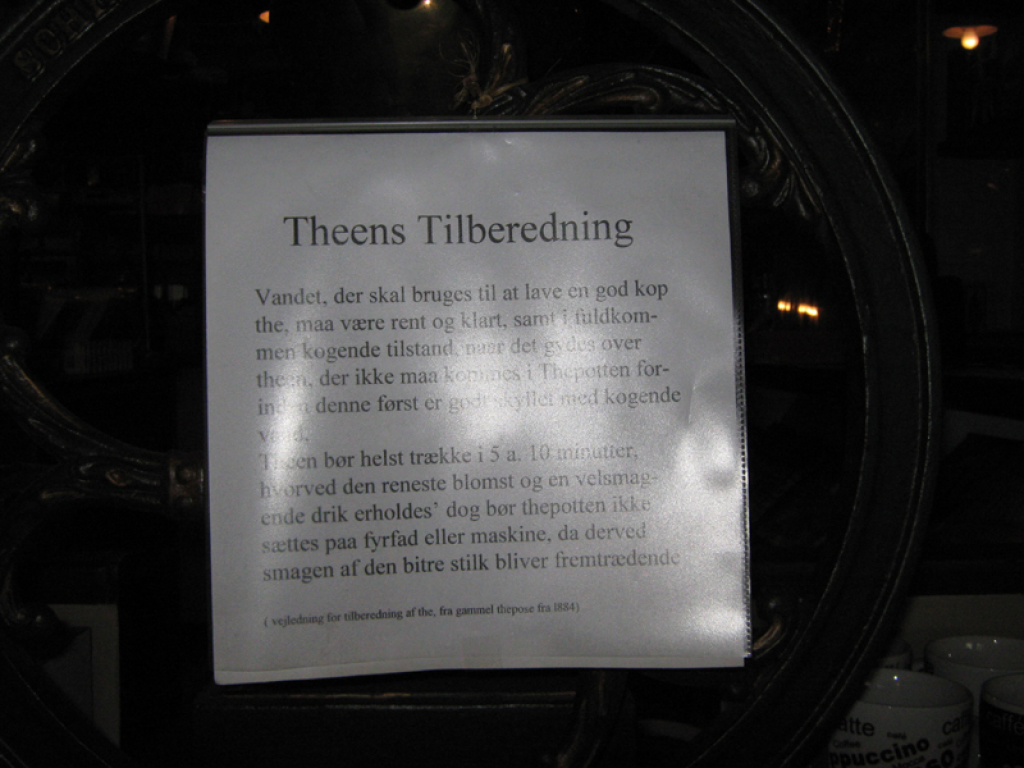 Theens Tilberedning
Vandet, der skal bruges til at lave en god kop
the, maa være rent og klart, samt i fuldkom-
men kogende tilstand, naar det gydes over
theen, der ikke maa kommes i Thepotten for-
inden denne først er godt skyllet med kogende
vand.
Theen bør helst trække i 5 a. 10 minutter,
hvorved den reneste blomst og en velsmag-
ende drik erholdes' dog bør thepotten ikke
sættes paa fyrfad eller maskine, da derved
smagen af den bitre stilk bliver fremtrædende
( vejledning for tilberedning af the, fra gammel thepose fra 1884)
atte
Coffee
ppuccino
caffè